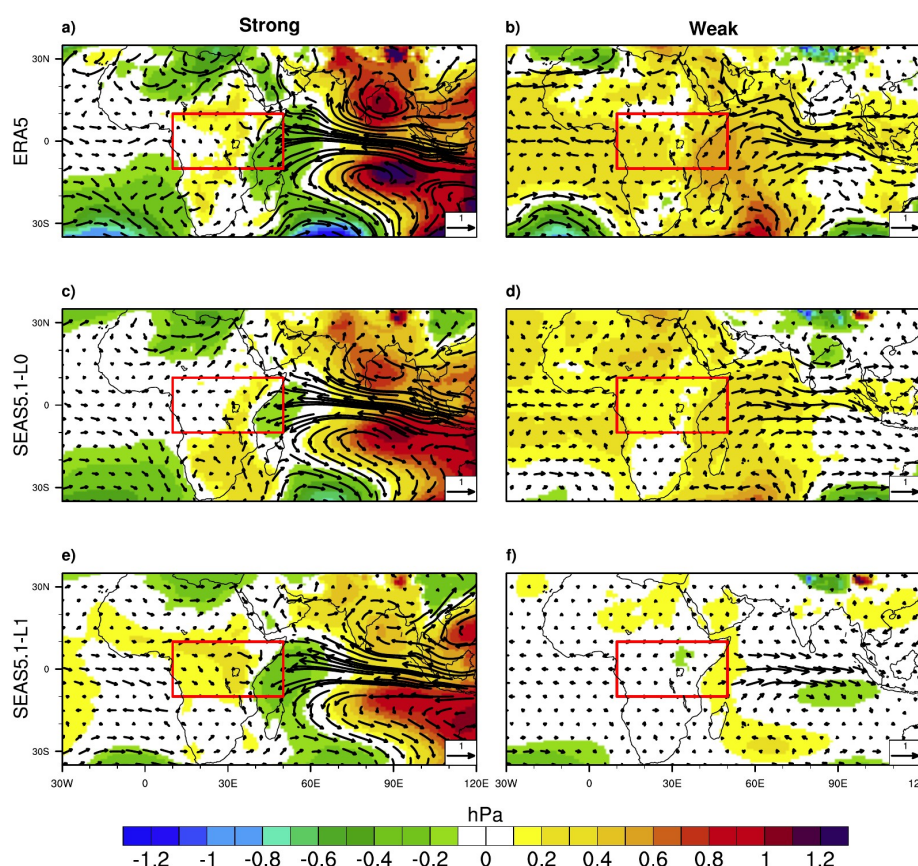 Strong
Weak
a)
b)
ERA5
30N
0
30S
1
1
c)
d)
SEAS5.1-L0
30N
0
30S
1
1
e)
f)
SEAS5.1-L1
30N
0
30S
1
1
30W 0 30E 60E 90E 120E
30W 0 30E 60E 90E
hPa
-1.2 -1 -0.8 -0.6 -0.4 -0.2 0 0.2 0.4 0.6 0.8 1 1.2